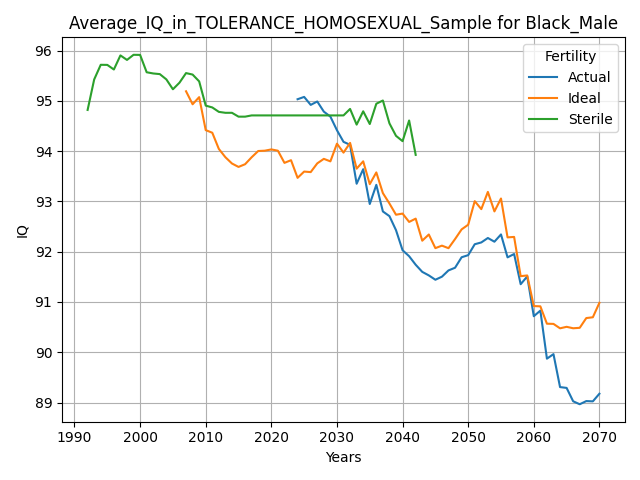 Average_IQ_in_TOLERANCE_HOMOSEXUAL_Sample for Black_Male
Fertility
Actual
Ideal
Sterile
IQ
96
95
94
93
92
91
90
89
1990 2000 2010 2020 2030 2040 2050 2060 2070
Years